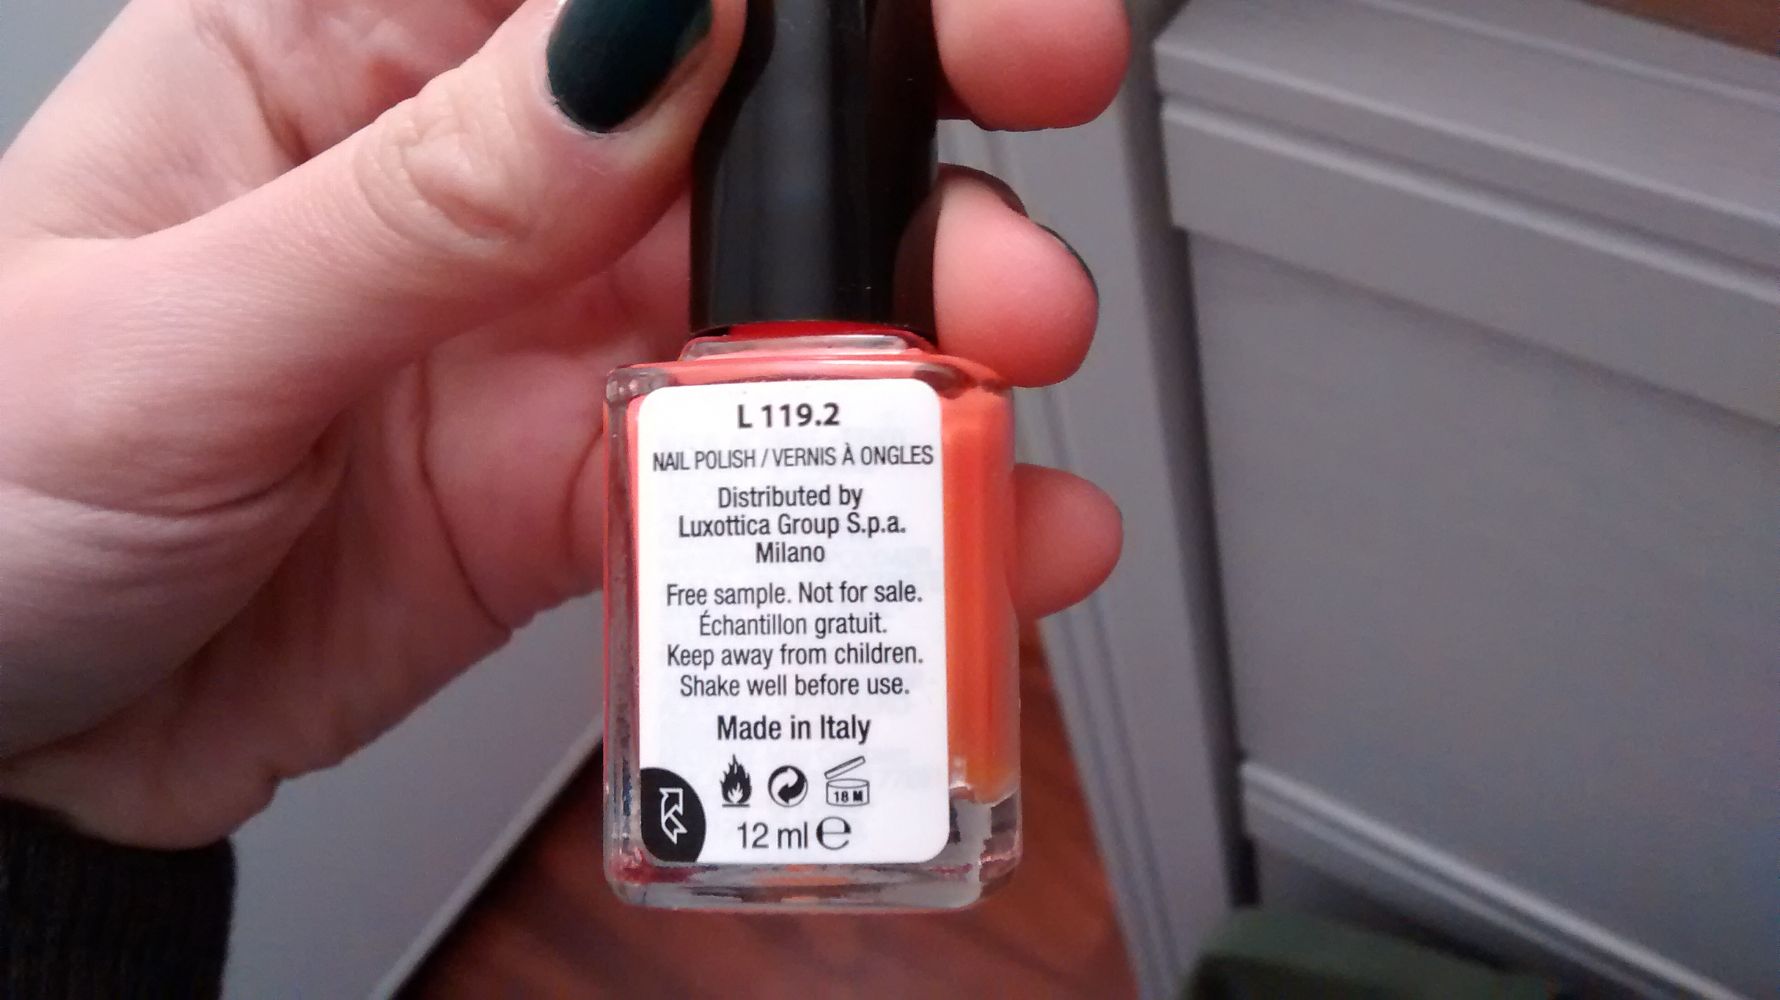 L 119.2
NAIL POLISH / VERNIS À ONGLES
Distributed by
Luxottica Group S.p.a.
Milano
Free sample. Not for sale.
Échantillon gratuit.
Keep away from children.
Shake well before use.
Made in Italy
18 M
12 ml ℮